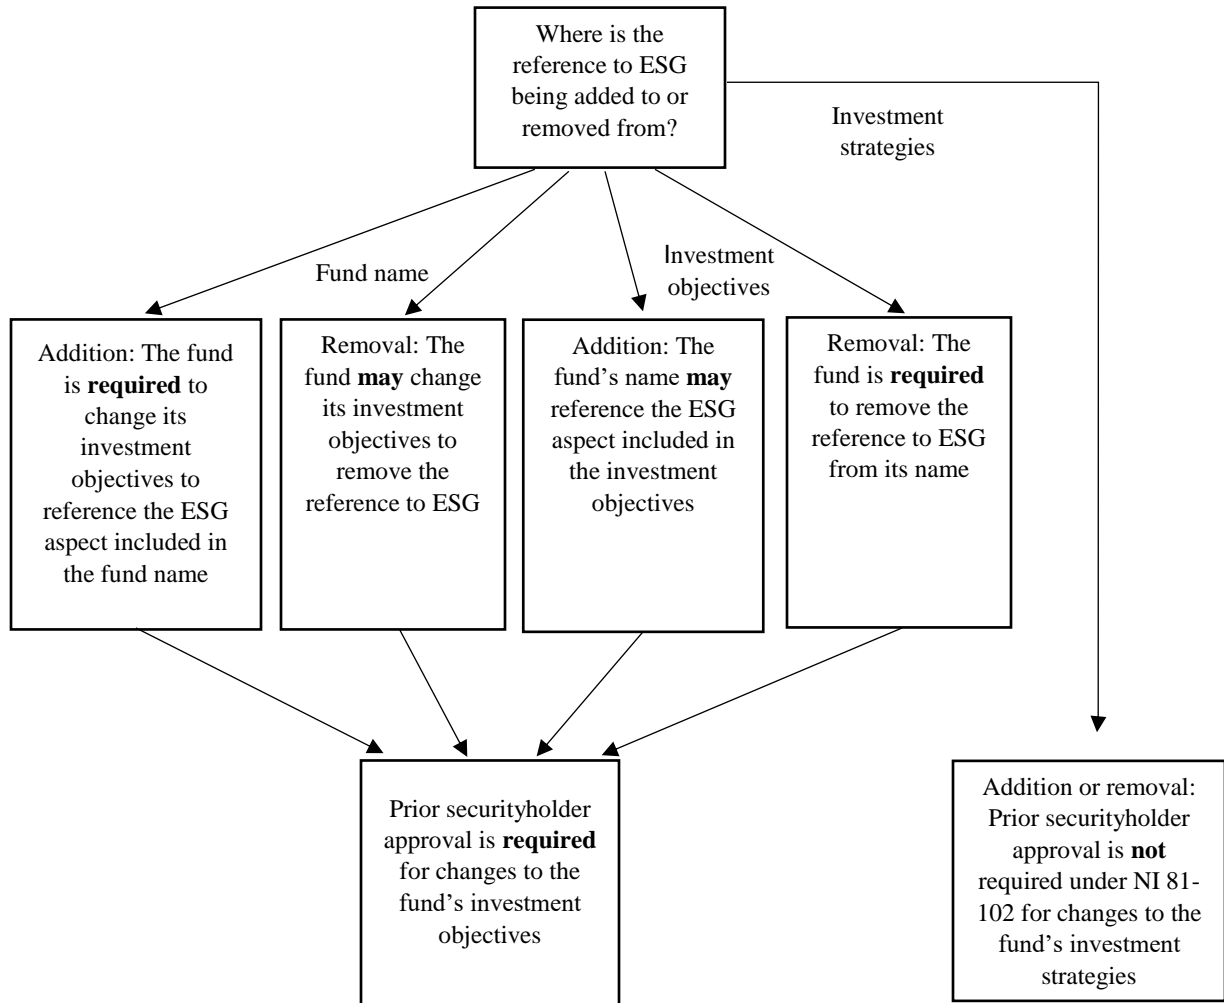 Where is the
reference to ESG
being added to or
removed from?
Investment
strategies
Fund name
Investment
objectives
Addition: The fund
is required to
change its
investment
objectives to
reference the ESG
aspect included in
the fund name
Removal: The
fund may change
its investment
objectives to
remove the
reference to ESG
Addition: The
fund’s name may
reference the ESG
aspect included in
the investment
objectives
Removal: The
fund is required
to remove the
reference to ESG
from its name
Prior securityholder
approval is required
for changes to the
fund’s investment
objectives
Addition or removal:
Prior securityholder
approval is not
required under NI 81-
102 for changes to the
fund’s investment
strategies